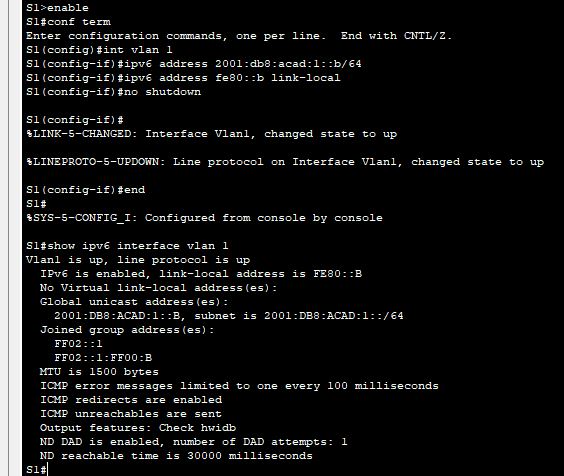 S1>enable
S1#conf term
Enter configuration commands, one per line.  End with CNTL/Z.
S1(config)#int vlan 1
S1(config-if)#ipv6 address 2001:db8:acad:1::b/64
S1(config-if)#ipv6 address fe80::b link-local
S1(config-if)#no shutdown
S1(config-if)#
%LINK-5-CHANGED: Interface Vlan1, changed state to up
%LINEPROTO-5-UPDOWN: Line protocol on Interface Vlan1, changed state to up
S1(config-if)#end
S1#
%SYS-5-CONFIG_I: Configured from console by console
S1#show ipv6 interface vlan 1
Vlan1 is up, line protocol is up
IPv6 is enabled, link-local address is FE80::B
No Virtual link-local address(es):
Global unicast address(es):
2001:DB8:ACAD:1::B, subnet is 2001:DB8:ACAD:1::/64
Joined group address(es):
FF02::1
FF02::1:FF00:B
MTU is 1500 bytes
ICMP error messages limited to one every 100 milliseconds
ICMP redirects are enabled
ICMP unreachables are sent
Output features: Check hwidb
ND DAD is enabled, number of DAD attempts: 1
ND reachable time is 30000 milliseconds
S1#